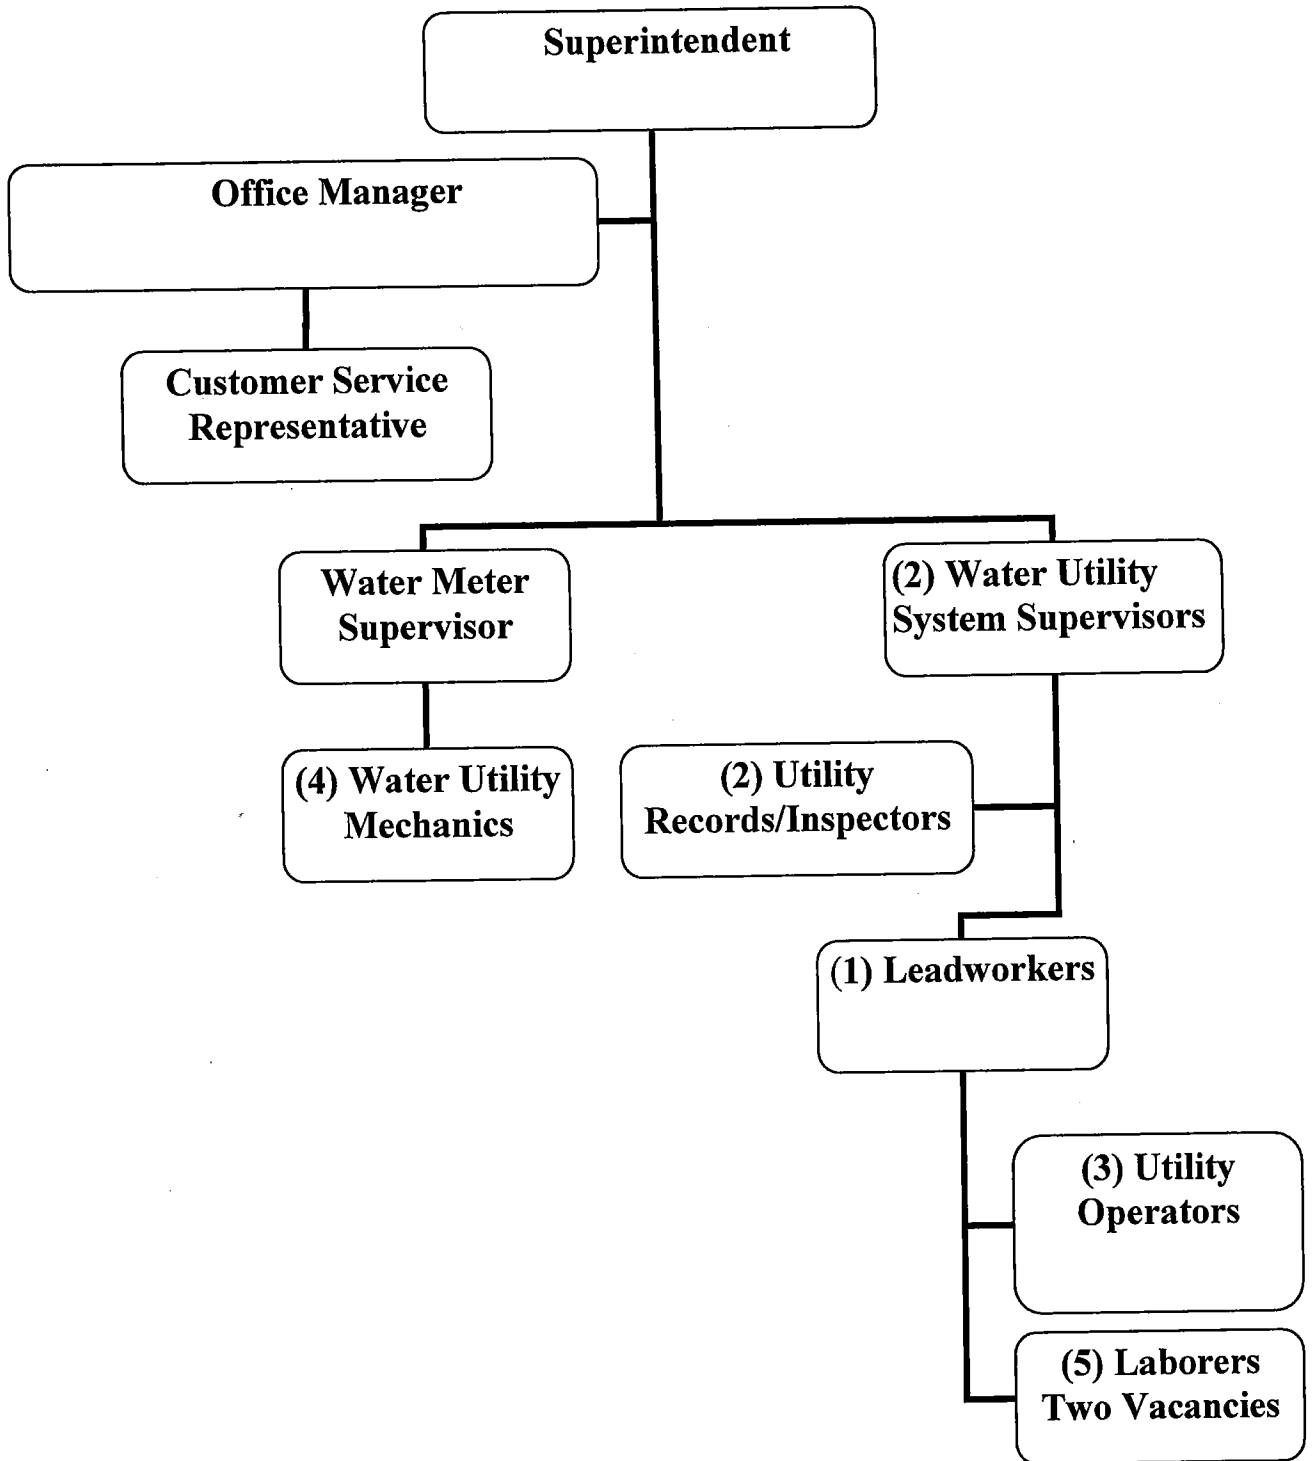 Superintendent
Office Manager
Customer Service
Representative
Water Meter
Supervisor
(2) Water Utility
System Supervisors
(4) Water Utility
Mechanics
(2) Utility
Records/Inspectors
(1) Leadworkers
(3) Utility
Operators
(5) Laborers
Two Vacancies